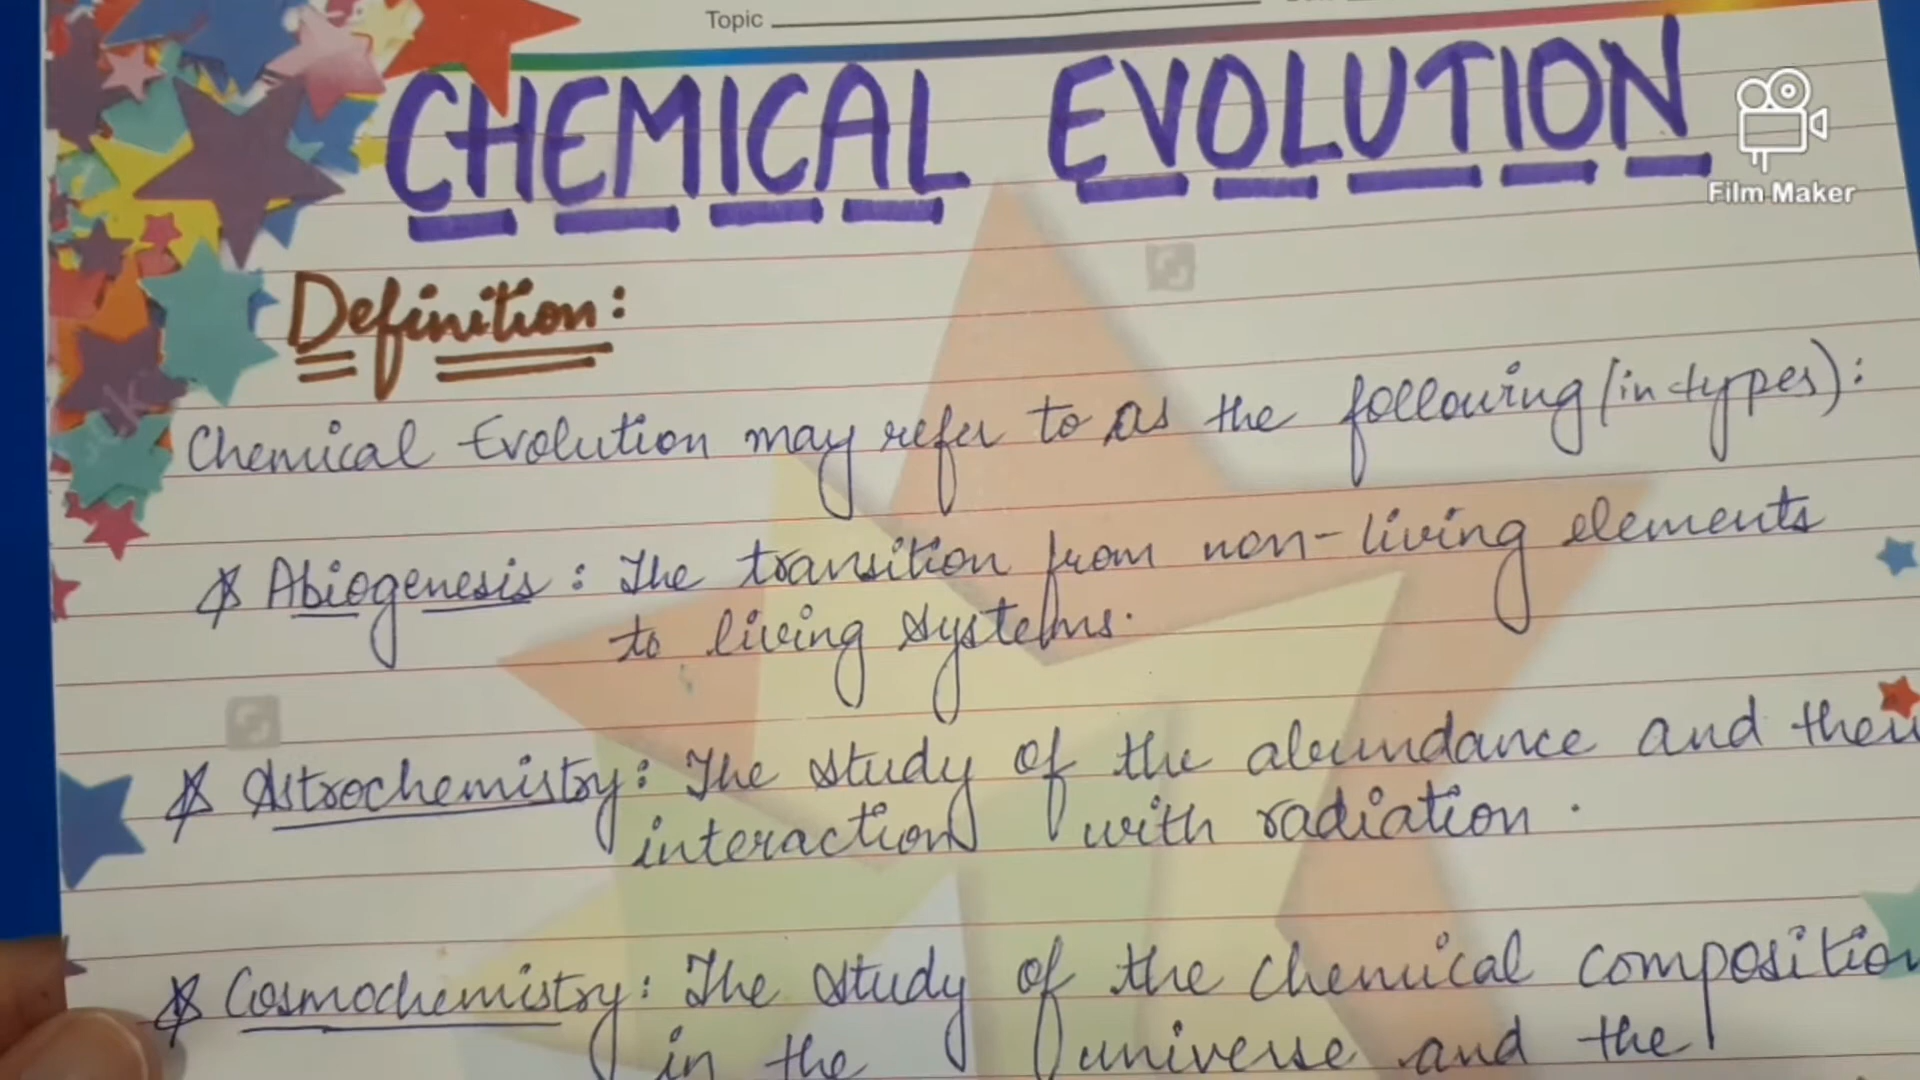 Topic
CHEMICAL EVOLUTION
Film Maker
Definition:
Chemical Evolution may refer to as the following (in types):
Abiogenesis: The transition from non-living elements
to living systems.
Astrochemistry: The study of the abundance and their
interaction with radiation.
Cosmochemistry: The study of the chemical composition
in the universe and the